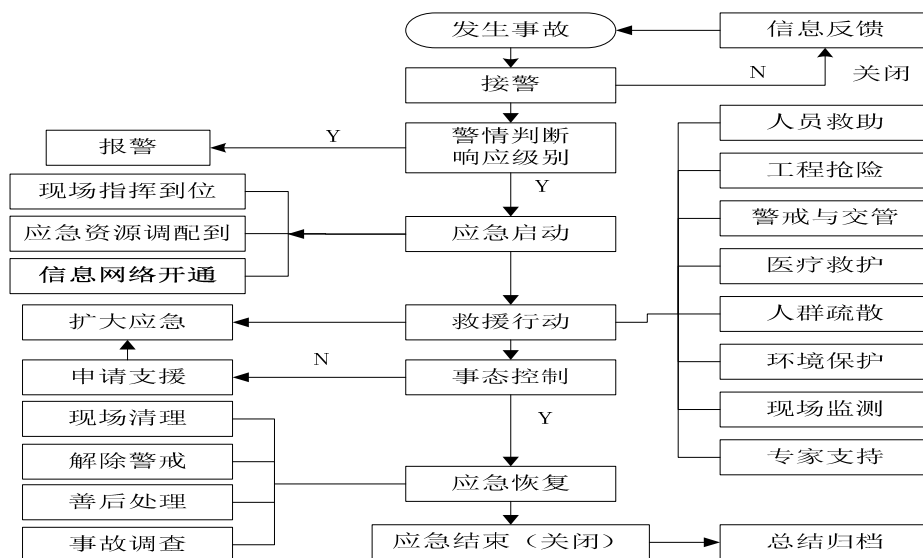 发生事故
信息反馈
接警
N
关闭
警情判断
响应级别
Y
报警
Y
人员救助
工程抢险
警戒与交管
医疗救护
人群疏散
环境保护
现场监测
专家支持
现场指挥到位
应急资源调配到
信息网络开通
应急启动
扩大应急
救援行动
申请支援
N
事态控制
Y
现场清理
解除警戒
善后处理
事故调查
应急恢复
应急结束（关闭）
总结归档